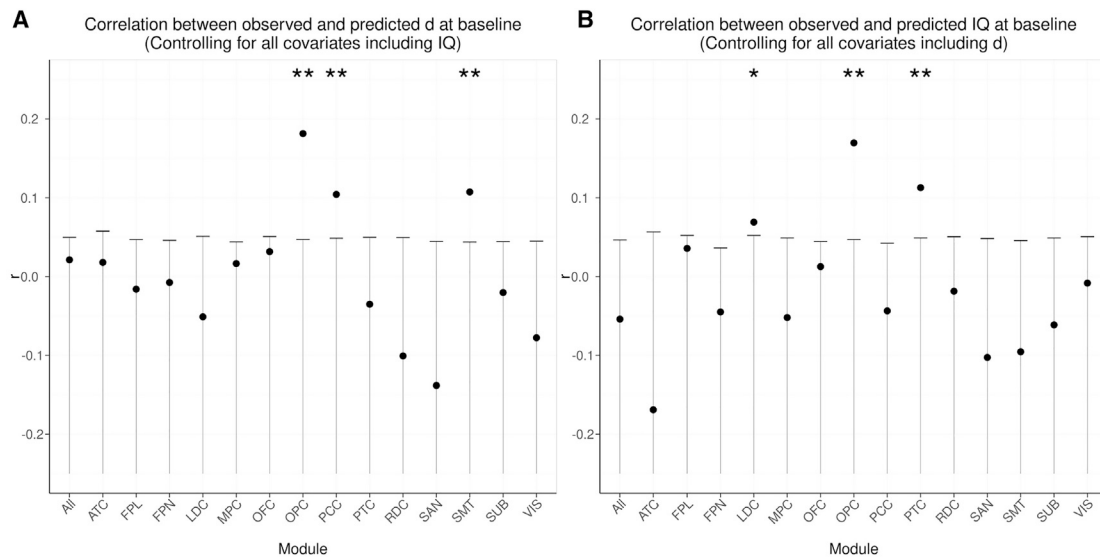 A
Correlation between observed and predicted d at baseline
(Controlling for all covariates including IQ)
** ** **
0.2
0.1
0.0
-0.1
-0.2
r
All ATC FPL FPN LDC MPC OFC OPC PCC PTC RDC SAN SMT SUB VIS
Module
B
Correlation between observed and predicted IQ at baseline
(Controlling for all covariates including d)
* ** **
0.2
0.1
0.0
-0.1
-0.2
r
All ATC FPL FPN LDC MPC OFC OPC PCC PTC RDC SAN SMT SUB VIS
Module